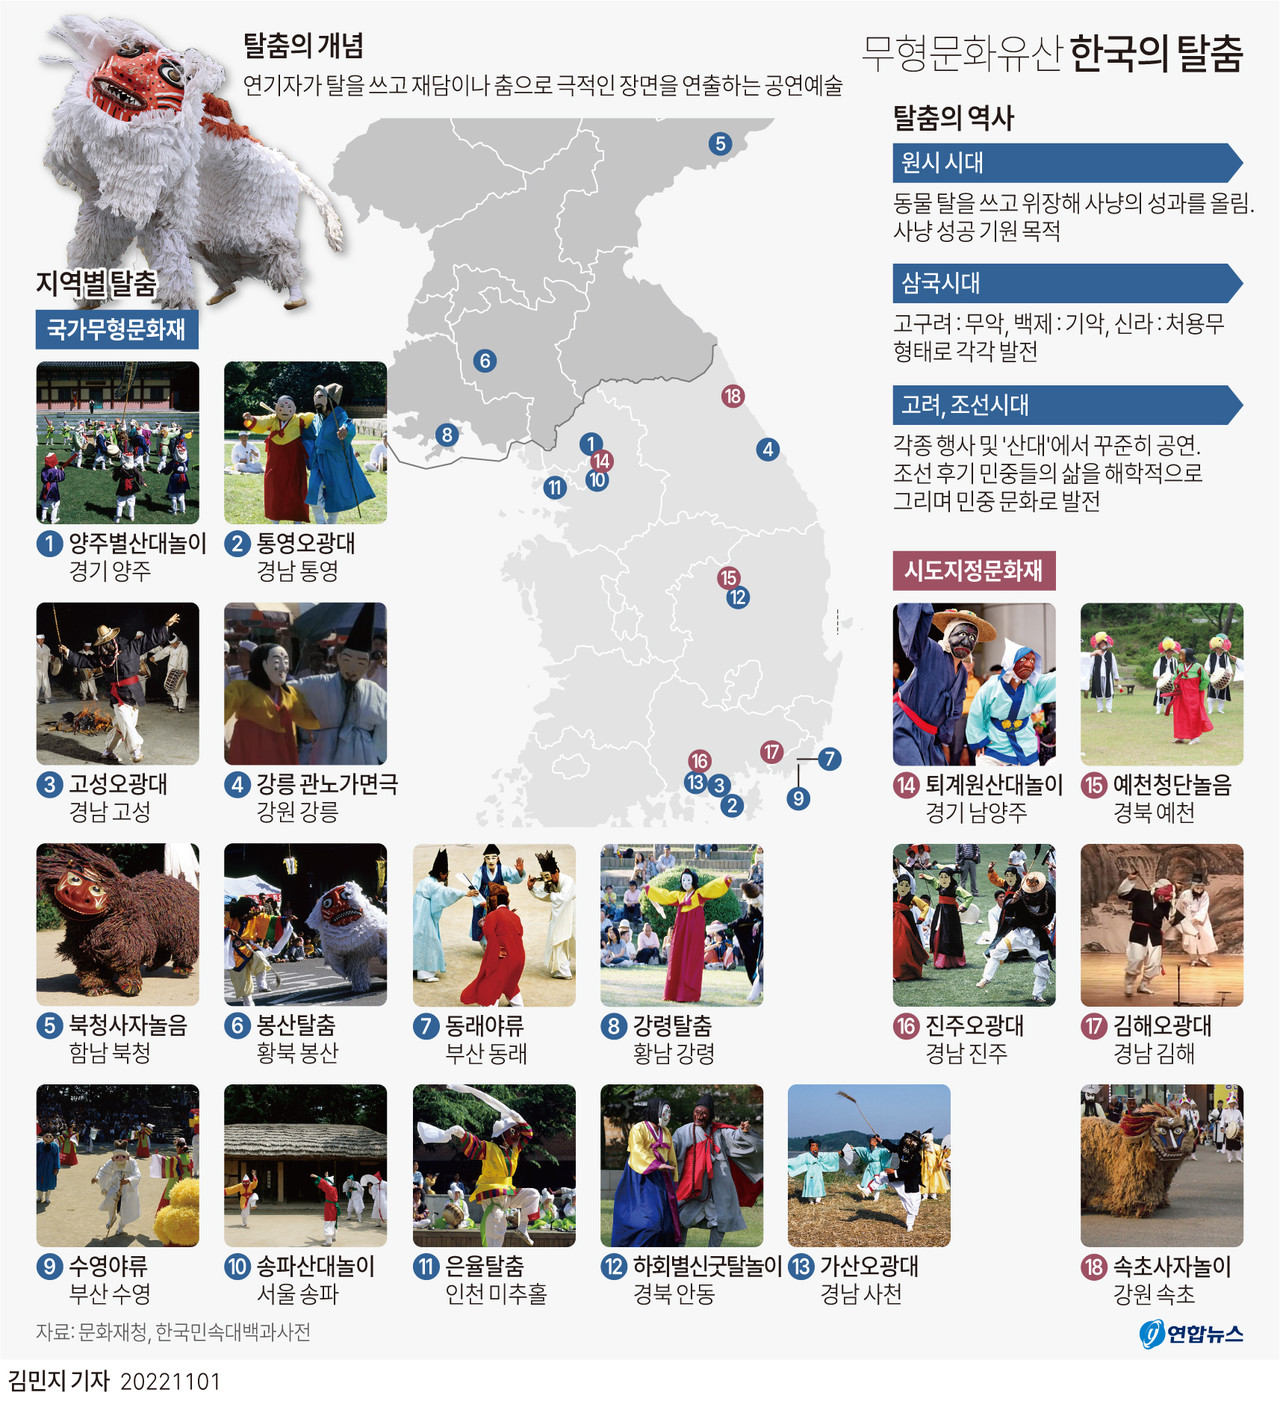 무형문화유산 한국의 탈춤
탈춤의 개념
연기자가 탈을 쓰고 재담이나 춤으로 극적인 장면을 연출하는 공연예술
탈춤의 역사
원시 시대
동물 탈을 쓰고 위장해 사냥의 성과를 올림.
사냥 성공 기원 목적
삼국시대
고구려 : 무악, 백제 : 기악, 신라 : 처용무
형태로 각각 발전
고려, 조선시대
각종 행사 및 '산대'에서 꾸준히 공연.
조선 후기 민중들의 삶을 해학적으로
그리며 민중 문화로 발전
지역별 탈춤
국가무형문화재
5
6
8
18
4
1
14
10
11
15
12
16
17
7
13
3
2
9
1 양주별산대놀이
경기 양주
2 통영오광대
경남 통영
3 고성오광대
경남 고성
4 강릉 관노가면극
강원 강릉
5 북청사자놀음
함남 북청
6 봉산탈춤
황북 봉산
7 동래야류
부산 동래
8 강령탈춤
황남 강령
9 수영야류
부산 수영
10 송파산대놀이
서울 송파
11 은율탈춤
인천 미추홀
12 하회별신굿탈놀이
경북 안동
13 가산오광대
경남 사천
시도지정문화재
14 퇴계원산대놀이
경기 남양주
15 예천청단놀음
경북 예천
16 진주오광대
경남 진주
17 김해오광대
경남 김해
18 속초사자놀이
강원 속초
자료: 문화재청, 한국민속대백과사전
연합뉴스
김민지 기자 20221101